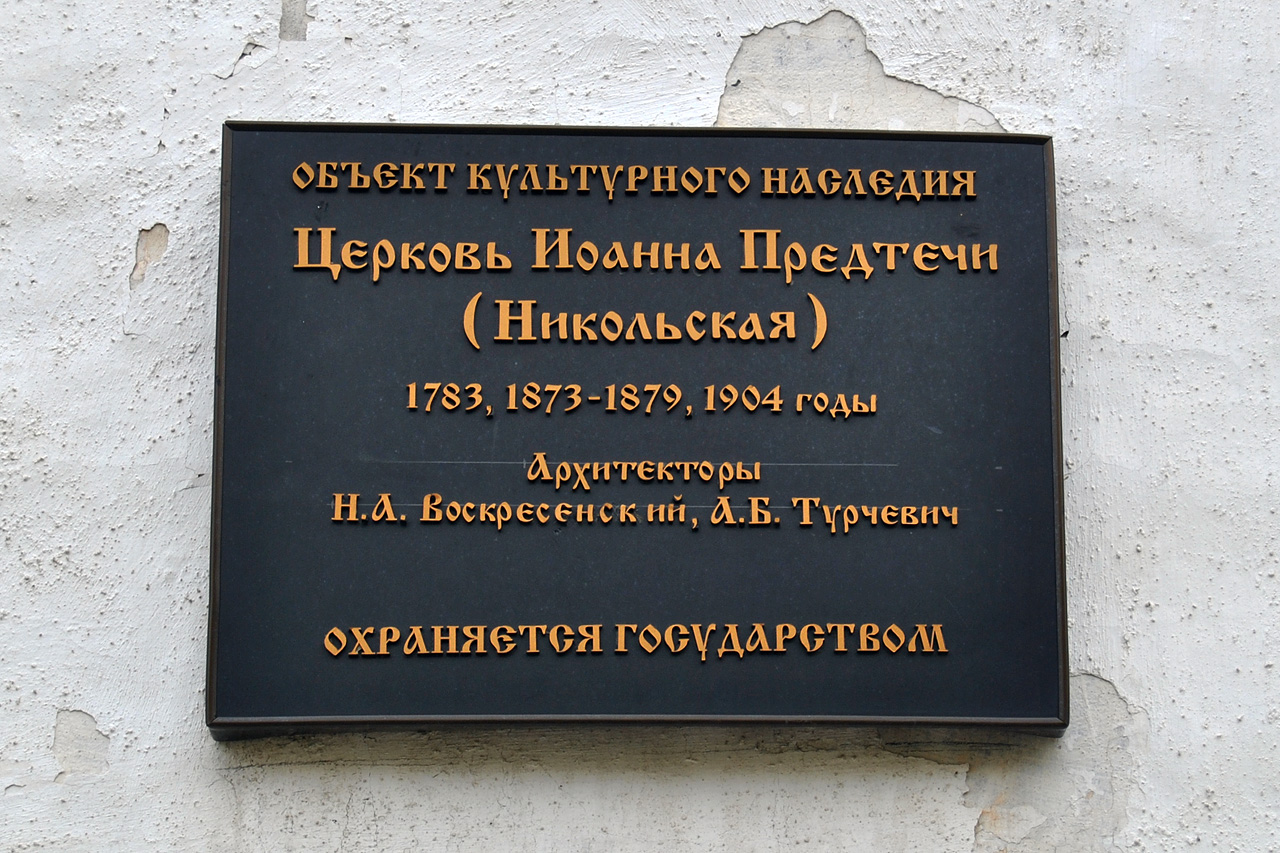 ОБЪЕКТ КУЛЬТУРНОГО НАСЛЕДИЯ
Церковь Иоанна Предтечи
(Никольская)
1783, 1873-1879, 1904 годы
Архитекторы
Н.А. Воскресенский, А.Б. Турчевич
ОХРАНЯЕТСЯ ГОСУДАРСТВОМ